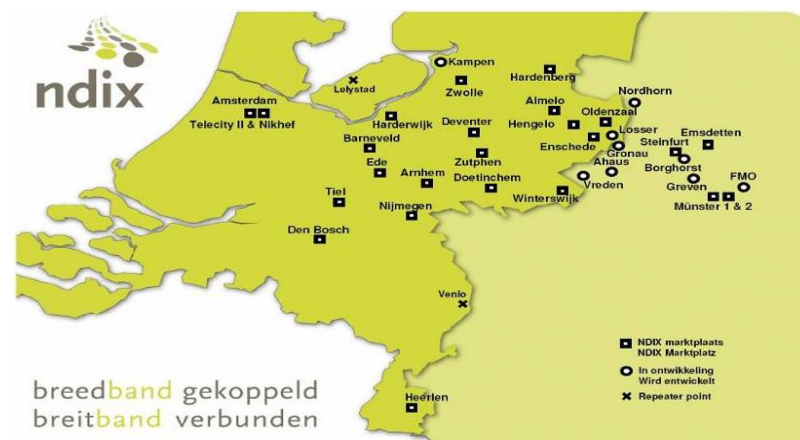 ndix
Kampen
Hardenberg
Lelystad
Zwolle
Nordhorn
Amsterdam
Telecity II & Nikhef
Harderwijk
Almelo
Oldenzaal
Deventer
Hengelo
Losser
Barneveld
Enschede
Gronau
Steinfurt
Emsdetten
Ede
Zutphen
Ahaus
Borghorst
FMO
Arnhem
Doetinchem
Vreden
Greven
Tiel
Winterswijk
Münster 1 & 2
Nijmegen
Den Bosch
Venlo
NDIX marktplaats
NDIX Marktplatz
In ontwikkeling
Wird entwickelt
Repeater point
breedband gekoppeld
breitband verbunden
Heerlen